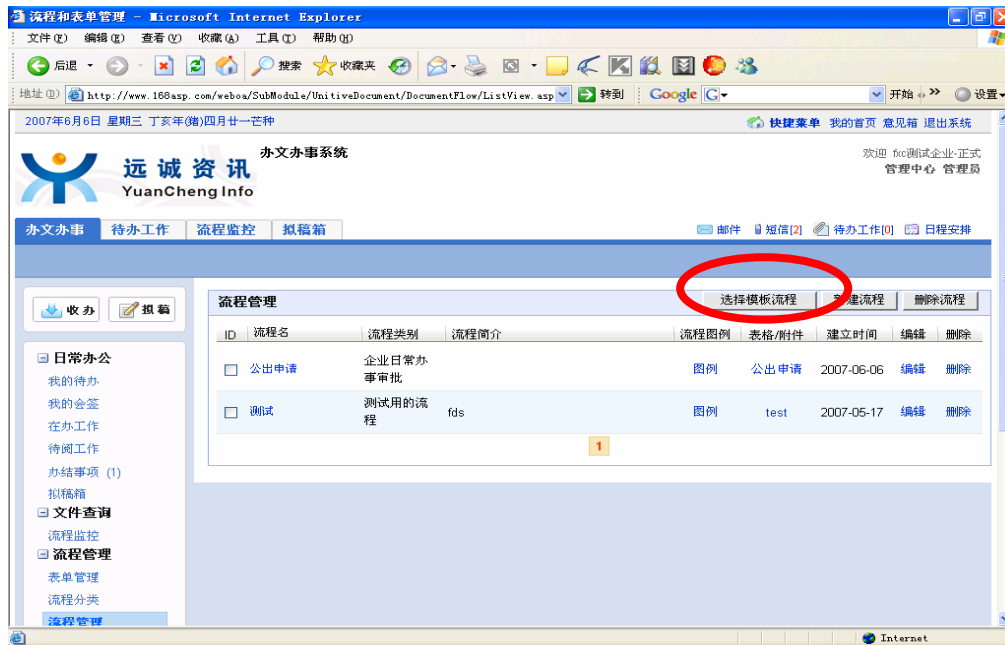 流程和表单管理 - Microsoft Internet Explorer
文件(F) 编辑(E) 查看(V) 收藏(A) 工具(T) 帮助(H)
后退 搜索 收藏夹
地址(D) http://www.168asp.com/weboa/SubModule/UnitiveDocument/DocumentFlow/ListView.asp 转到 Google G 开始 » 设置
2007年6月6日 星期三 丁亥年(猪)四月廿一芒种 快捷菜单 我的首页 意见箱 退出系统
办文办事系统 欢迎 fxc测试企业-正式
远诚资讯 管理中心 管理员
YuanCheng Info
办文办事 待办工作 流程监控 拟稿箱 邮件 短信[2] 待办工作[0] 日程安排
收办 拟稿 流程管理 选择模板流程 新建流程 删除流程
ID 流程名 流程类别 流程简介 流程图例 表格/附件 建立时间 编辑 删除
公出申请 企业日常办事审批 图例 公出申请 2007-06-06 编辑 删除
测试 测试用的流程 fds 图例 test 2007-05-17 编辑 删除
1
日常办公
我的待办
我的会签
在办工作
待阅工作
办结事项 (1)
拟稿箱
文件查询
流程监控
流程管理
表单管理
流程分类
流程管理
Internet